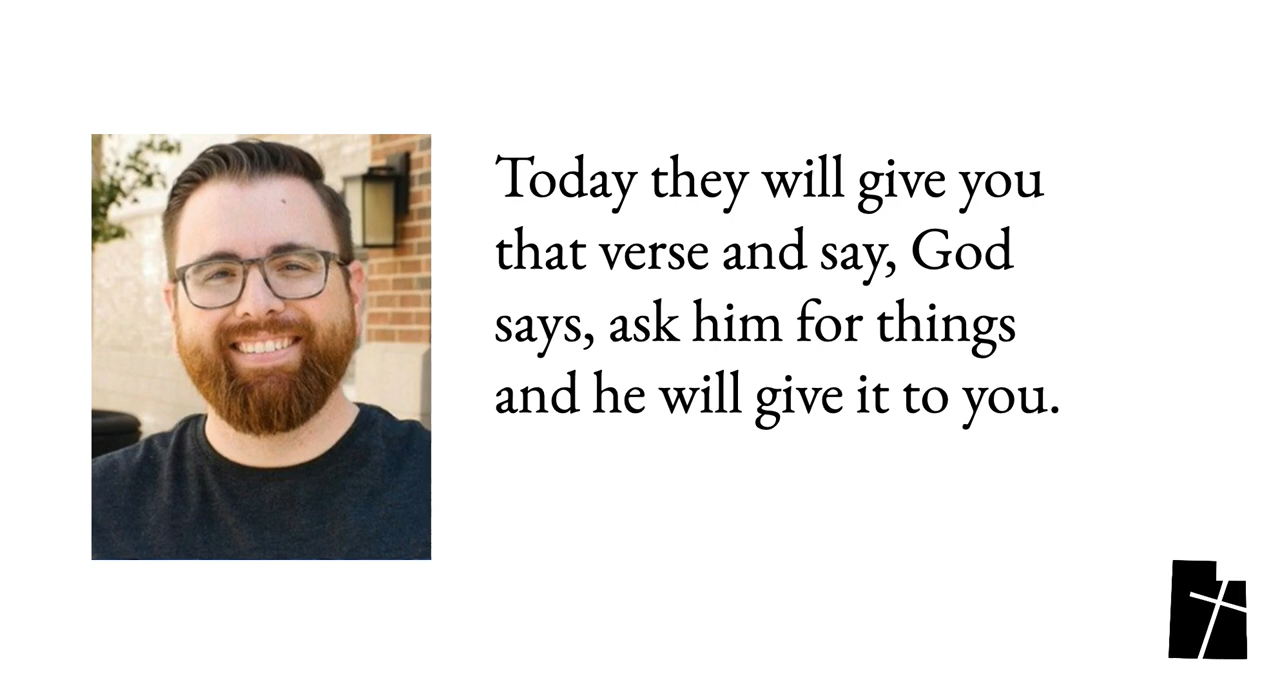 Today they will give you
that verse and say, God
says, ask him for things
and he will give it to you.